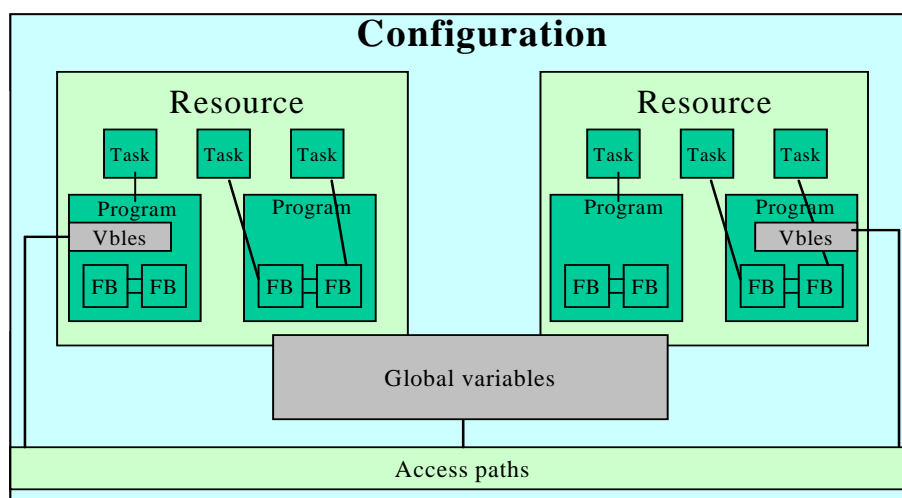 Configuration
Resource
Resource
Task
Task
Task
Task
Task
Task
Program
Program
Program
Program
Vbles
Vbles
FB
FB
FB
FB
FB
FB
FB
FB
Global variables
Access paths